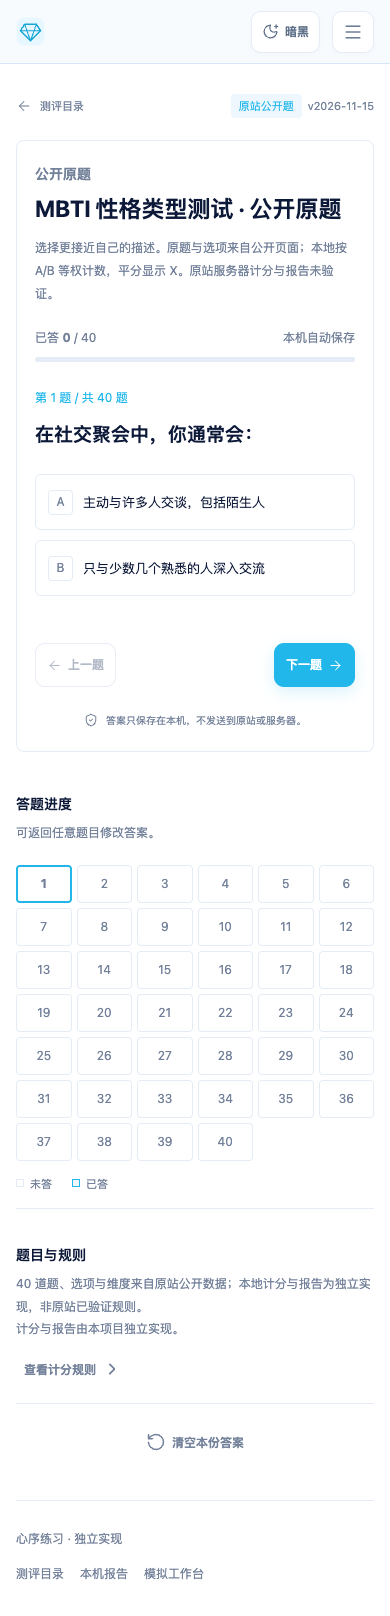 暗黑
测评目录
原站公开题 v2026-11-15
公开原题
MBTI 性格类型测试 · 公开原题
选择更接近自己的描述。原题与选项来自公开页面；本地按
A/B 等权计数，平分显示 X。原站服务器计分与报告未验
证。
已答 0 / 40
本机自动保存
第 1 题 / 共 40 题
在社交聚会中，你通常会：
A 主动与许多人交谈，包括陌生人
B 只与少数几个熟悉的人深入交流
上一题
下一题
答案只保存在本机，不发送到原站或服务器。
答题进度
可返回任意题目修改答案。
1 2 3 4 5 6
7 8 9 10 11 12
13 14 15 16 17 18
19 20 21 22 23 24
25 26 27 28 29 30
31 32 33 34 35 36
37 38 39 40
未答 已答
题目与规则
40 道题、选项与维度来自原站公开数据；本地计分与报告为独立实
现，非原站已验证规则。
计分与报告由本项目独立实现。
查看计分规则
清空本份答案
心序练习 · 独立实现
测评目录 本机报告 模拟工作台